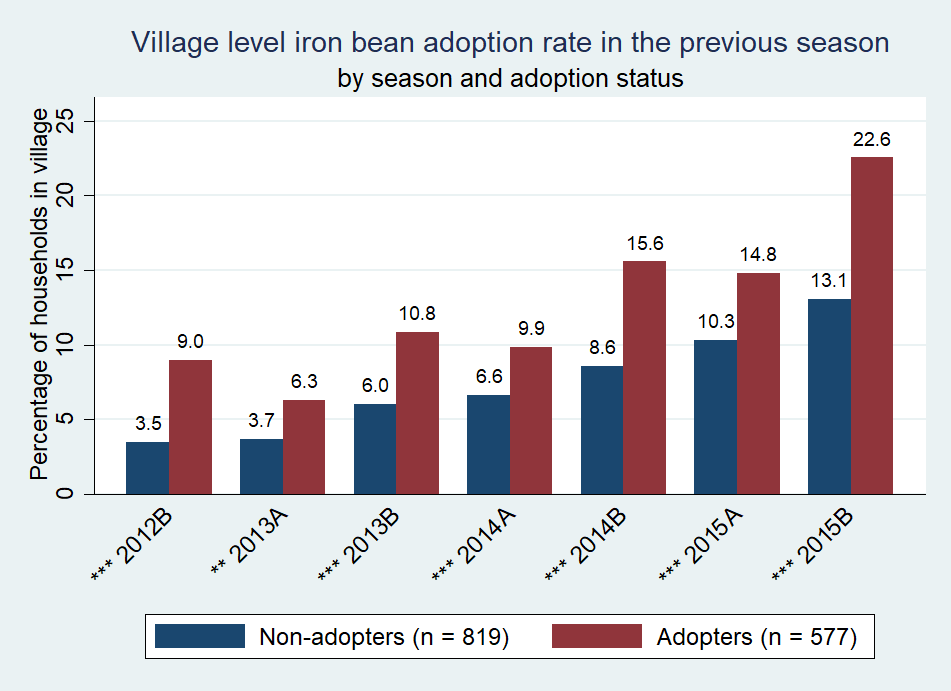 Village level iron bean adoption rate in the previous season
by season and adoption status
Percentage of households in village
25
20
15
10
5
0
3.5
9.0
3.7
6.3
6.0
10.8
6.6
9.9
8.6
15.6
10.3
14.8
13.1
22.6
*** 2012B
** 2013A
*** 2013B
*** 2014A
*** 2014B
*** 2015A
*** 2015B
Non-adopters (n = 819)
Adopters (n = 577)